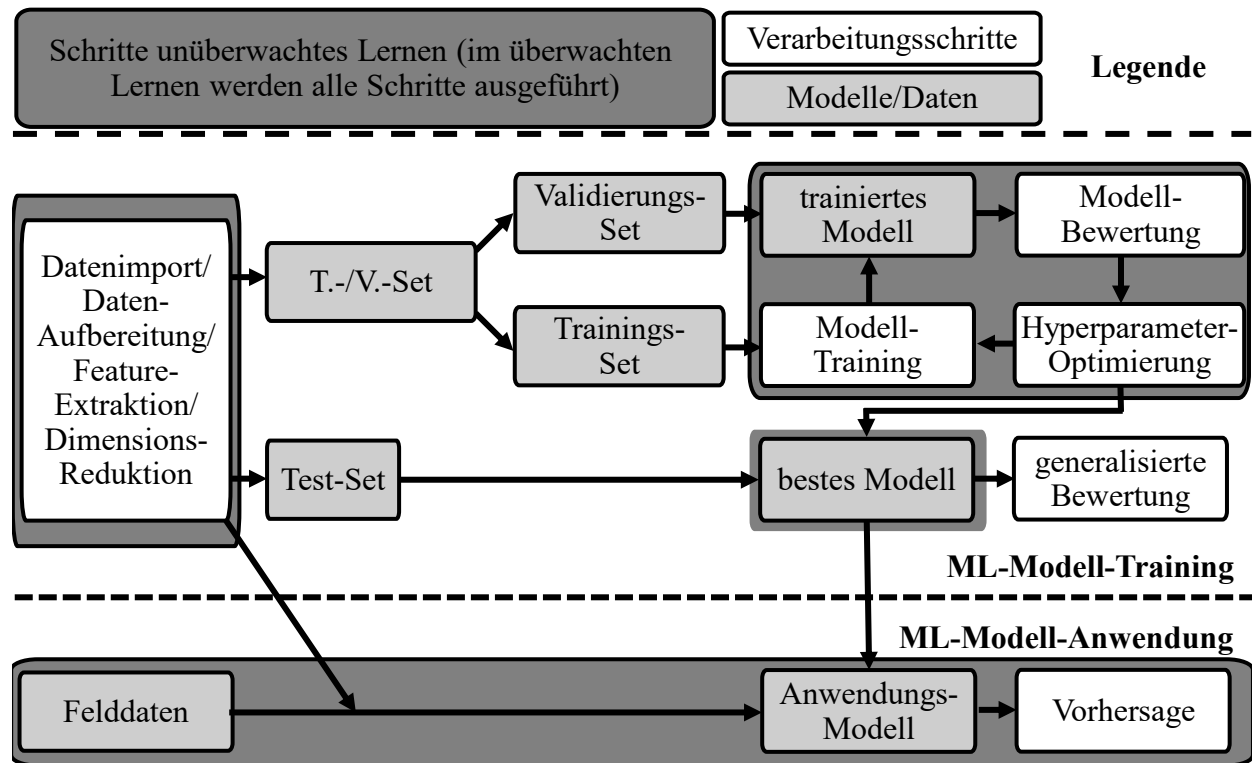 Schritte unüberwachtes Lernen (im überwachten
Lernen werden alle Schritte ausgeführt)
Verarbeitungsschritte
Modelle/Daten
Legende
Datenimport/
Daten-
Aufbereitung/
Feature-
Extraktion/
Dimensions-
Reduktion
T.-/V.-Set
Validierungs-
Set
Trainings-
Set
trainiertes
Modell
Modell-
Bewertung
Modell-
Training
Hyperparameter-
Optimierung
Test-Set
bestes Modell
generalisierte
Bewertung
ML-Modell-Training
ML-Modell-Anwendung
Felddaten
Anwendungs-
Modell
Vorhersage